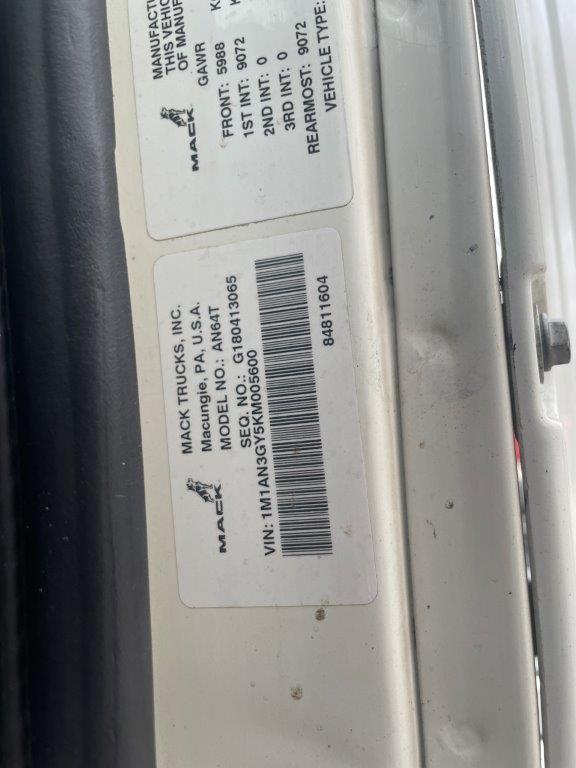 MANUFACT
THIS VEHIC
OF MANUF
GAWR K
FRONT: 5988
1ST INT: 9072
2ND INT: 0
3RD INT: 0
REARMOST: 9072
VEHICLE TYPE:
MACK
MACK TRUCKS, INC.
Macungie, PA, U.S.A.
MODEL NO.: AN64T
SEQ. NO.: G180413065
VIN: 1M1AN3GY5KM005600
84811604
MACK